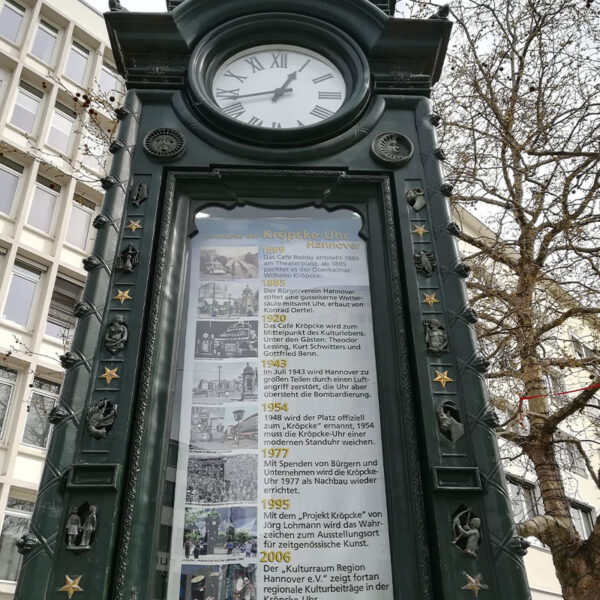 XII
Kröpcke-Uhr
Hannover
1869
Das Café Robby entsteht 1869
am Theaterplatz, ab 1885
pachtet es der Oberkellner
Wilhelm Kröpcke.
1885
Der Bürgerverein Hannover
stiftet eine gusseiserne Wetter-
säule mitsamt Uhr, erbaut von
Konrad Oertel.
1920
Das Café Kröpcke wird zum
Mittelpunkt des Kulturlebens.
Unter den Gästen: Theodor
Lessing, Kurt Schwitters und
Gottfried Benn.
1943
Im Juli 1943 wird Hannover zu
großen Teilen durch einen Luft-
angriff zerstört, die Uhr aber
übersteht die Bombardierung.
1954
1948 wird der Platz offiziell
zum „Kröpcke“ ernannt, 1954
muss die Kröpcke-Uhr einer
modernen Standuhr weichen.
1977
Mit Spenden von Bürgern und
Unternehmen wird die Kröpcke-
Uhr 1977 als Nachbau wieder
errichtet.
1995
Mit dem „Projekt Kröpcke“ von
Jörg Lohmann wird das Wahr-
zeichen zum Ausstellungsort
für zeitgenössische Kunst.
2006
Der „Kulturraum Region
Hannover e.V.“ zeigt fortan
regionale Kulturbeiträge in der
Kröpcke-Uhr